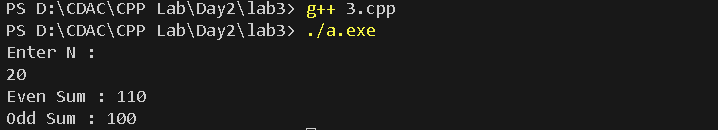 PS D:\CDAC\CPP Lab\Day2\lab3> g++ 3.cpp
PS D:\CDAC\CPP Lab\Day2\lab3> ./a.exe
Enter N :
20
Even Sum : 110
Odd Sum : 100